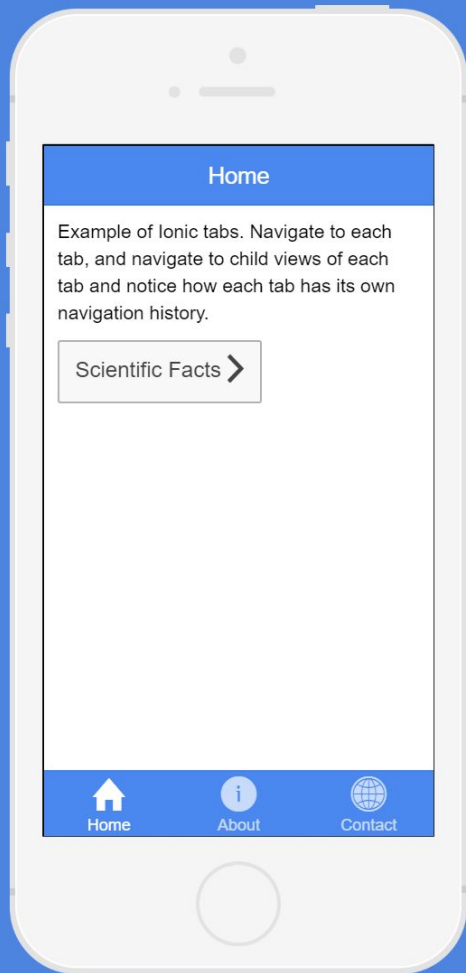 Home
Example of Ionic tabs. Navigate to each
tab, and navigate to child views of each
tab and notice how each tab has its own
navigation history.
Scientific Facts
Home About Contact